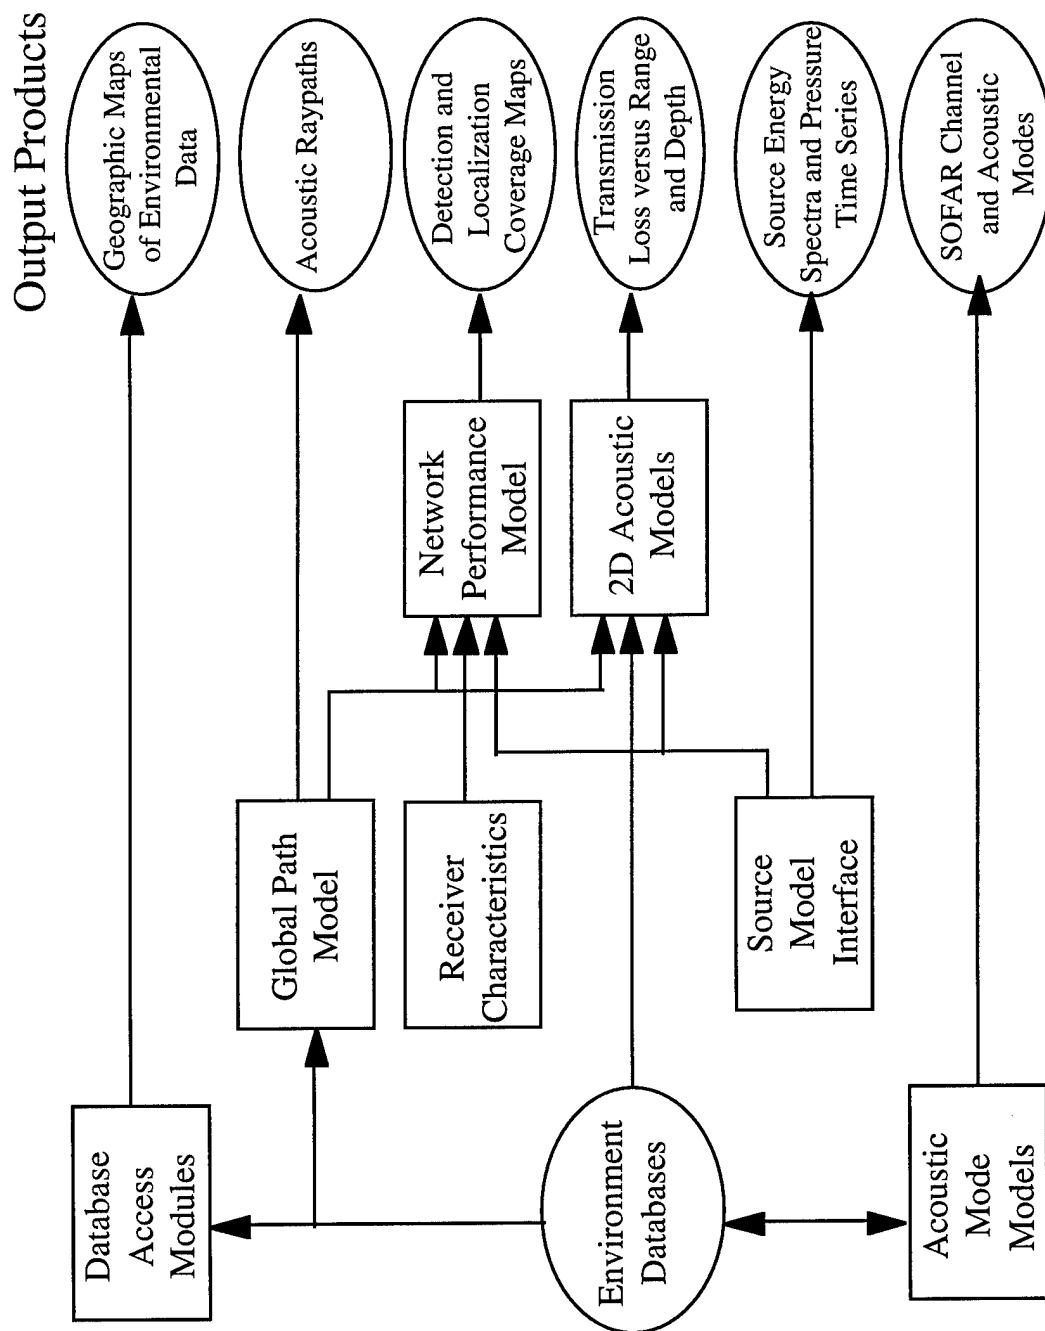 Output Products
Geographic Maps
of Environmental
Data
Acoustic Raypaths
Detection and
Localization
Coverage Maps
Transmission
Loss versus Range
and Depth
Source Energy
Spectra and Pressure
Time Series
SOFAR Channel
and Acoustic
Modes
Network
Performance
Model
2D Acoustic
Models
Global Path
Model
Receiver
Characteristics
Source
Model
Interface
Database
Access
Modules
Environment
Databases
Acoustic
Mode
Models